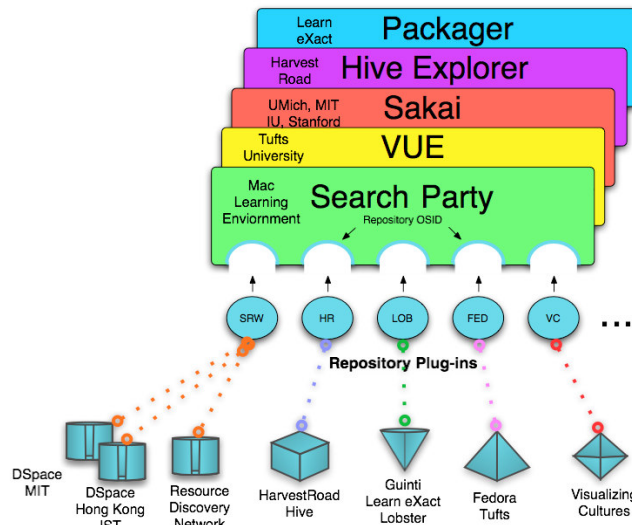 Learn
eXact
Packager
Harvest
Road
Hive Explorer
UMich, MIT
IU, Stanford
Sakai
Tufts
University
VUE
Mac
Learning
Enviornment
Search Party
Repository OSID
SRW
HR
LOB
FED
VC
...
Repository Plug-ins
DSpace
MIT
DSpace
Hong Kong
IST
Resource
Discovery
Network
HarvestRoad
Hive
Guinti
Learn eXact
Lobster
Fedora
Tufts
Visualizing
Cultures